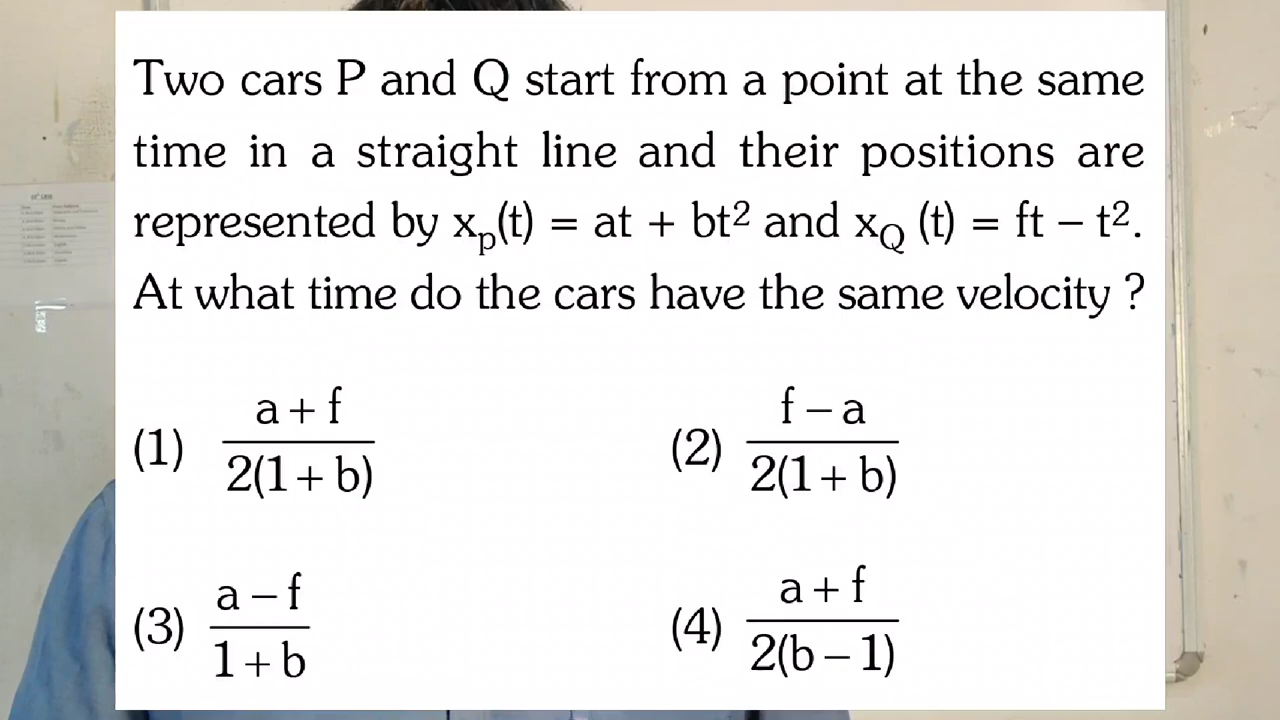 Two cars P and Q start from a point at the same
time in a straight line and their positions are
represented by xₚ(t) = at + bt² and x_Q (t) = ft – t².
At what time do the cars have the same velocity ?
(1) (a + f)/(2(1 + b)) (2) (f – a)/(2(1 + b))
(3) (a – f)/(1 + b) (4) (a + f)/(2(b – 1))